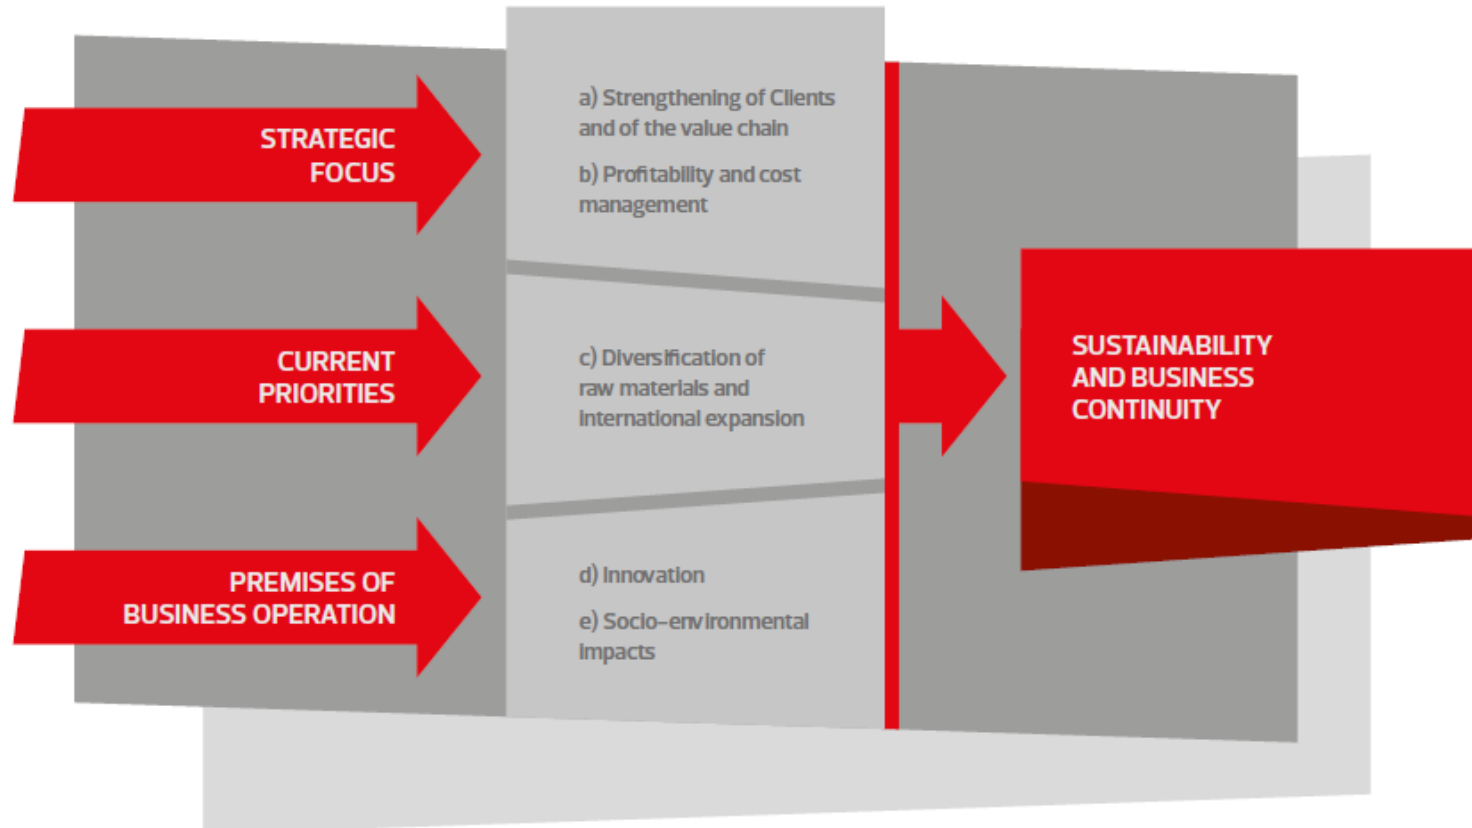 STRATEGIC
FOCUS
a) Strengthening of Clients
and of the value chain
b) Profitability and cost
management
CURRENT
PRIORITIES
c) Diversification of
raw materials and
international expansion
PREMISES OF
BUSINESS OPERATION
d) Innovation
e) Socio-environmental
impacts
SUSTAINABILITY
AND BUSINESS
CONTINUITY